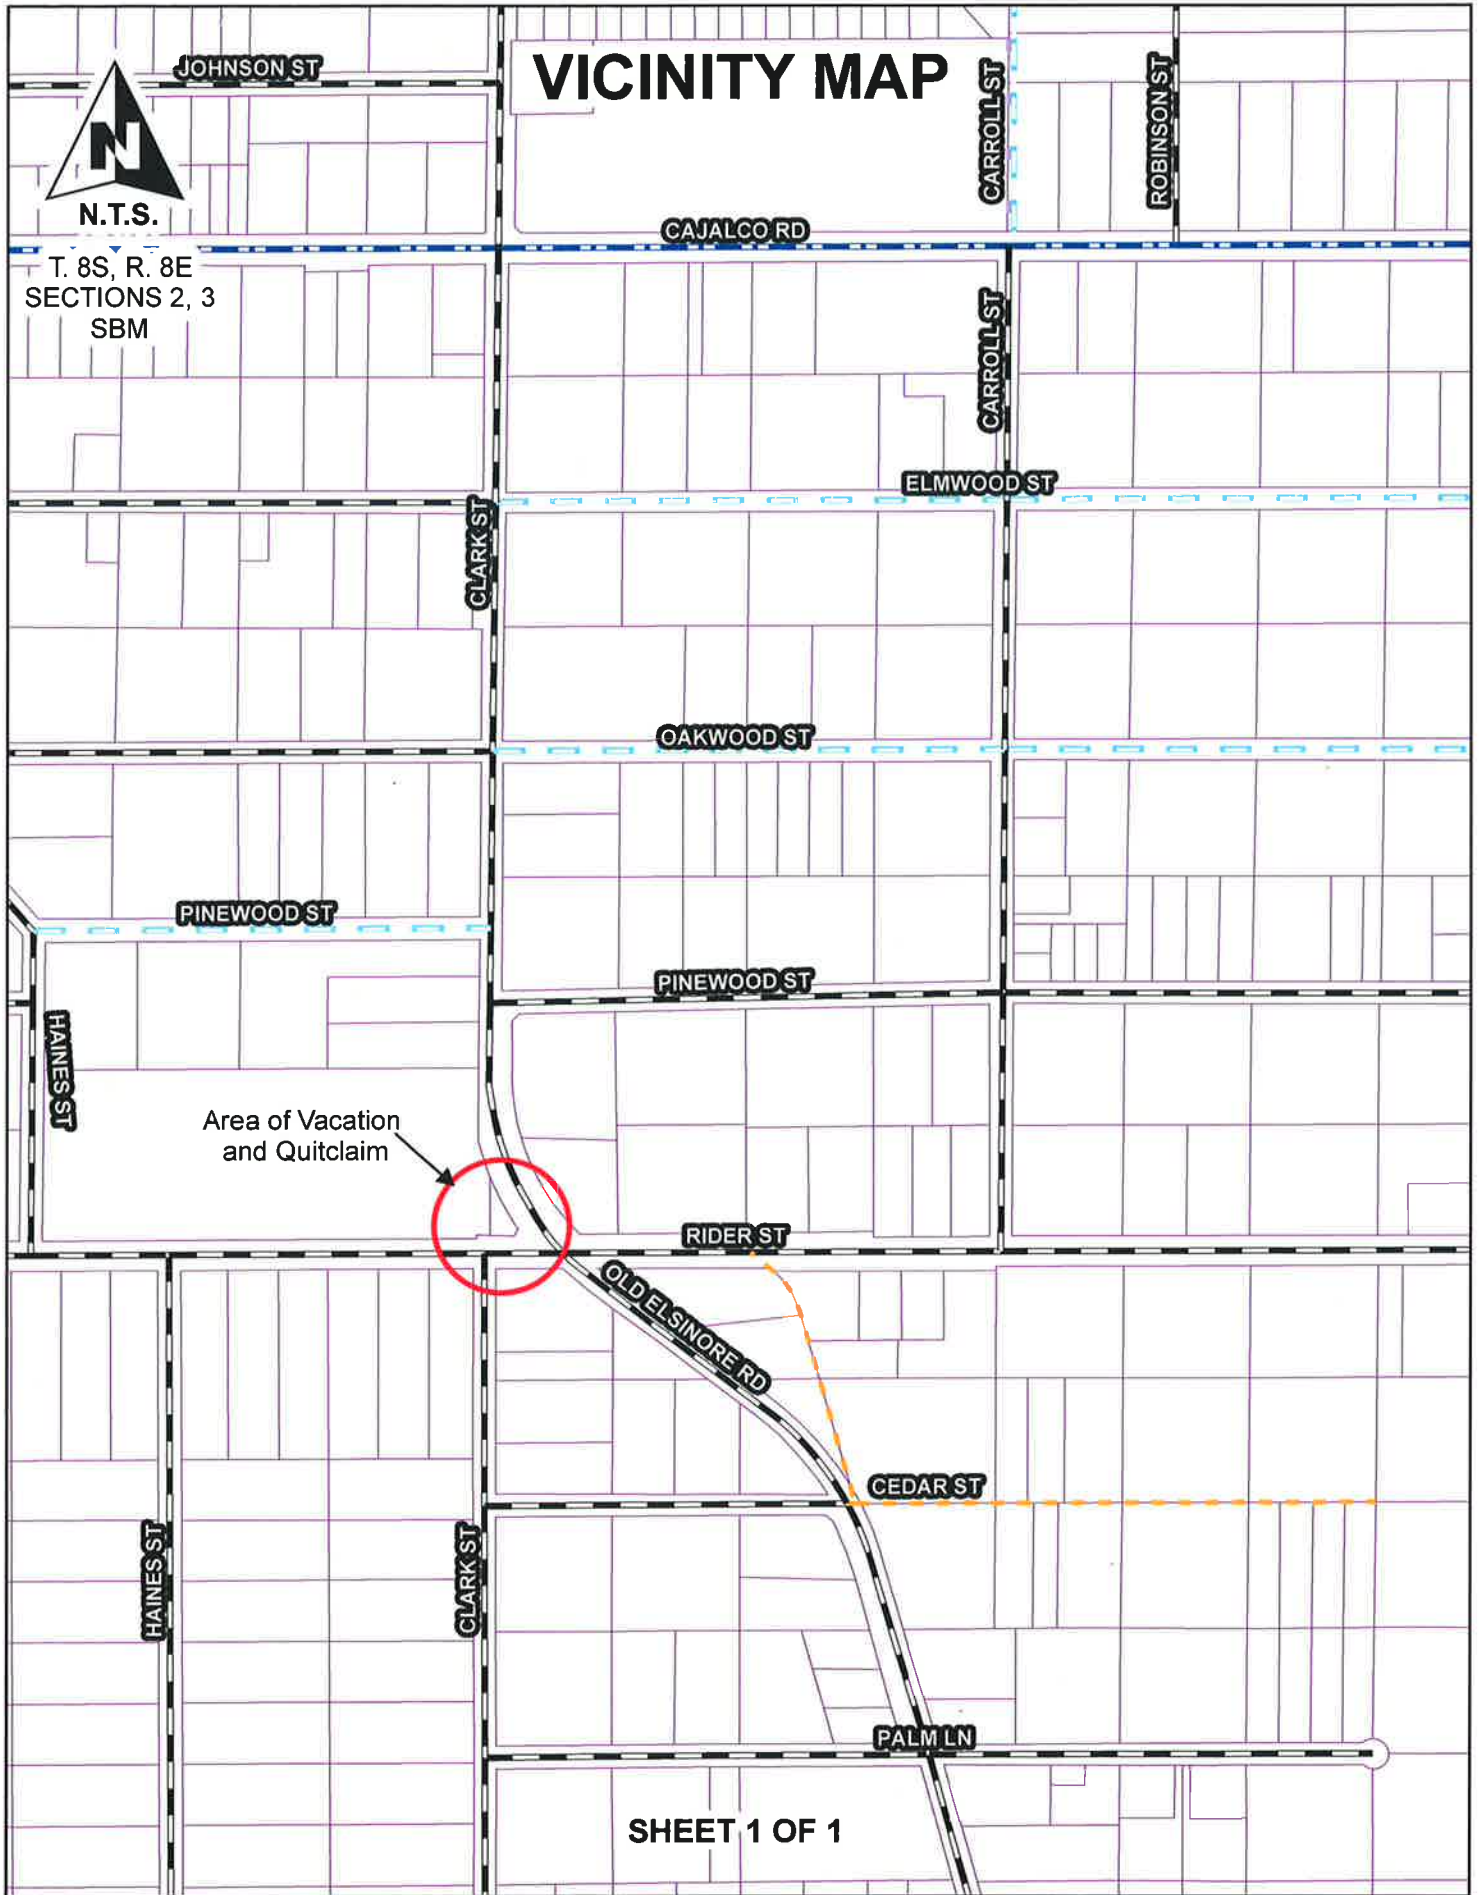 JOHNSON ST
VICINITY MAP
CARROLL ST
ROBINSON ST
N
N.T.S.
CAJALCO RD
T. 8S, R. 8E
SECTIONS 2, 3
SBM
CARROLL ST
ELMWOOD ST
CLARK ST
OAKWOOD ST
PINEWOOD ST
PINEWOOD ST
HAINES ST
Area of Vacation
and Quitclaim
RIDER ST
OLD ELSINORE RD
CEDAR ST
HAINES ST
CLARK ST
PALM LN
SHEET 1 OF 1